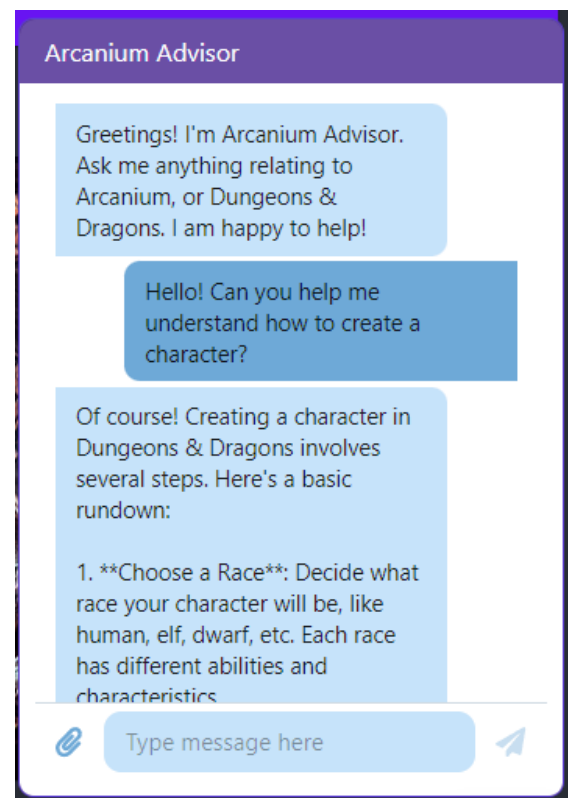 Arcanium Advisor
Greetings! I'm Arcanium Advisor.
Ask me anything relating to
Arcanium, or Dungeons &
Dragons. I am happy to help!
Hello! Can you help me
understand how to create a
character?
Of course! Creating a character in
Dungeons & Dragons involves
several steps. Here's a basic
rundown:
1. **Choose a Race**: Decide what
race your character will be, like
human, elf, dwarf, etc. Each race
has different abilities and
characteristics
Type message here